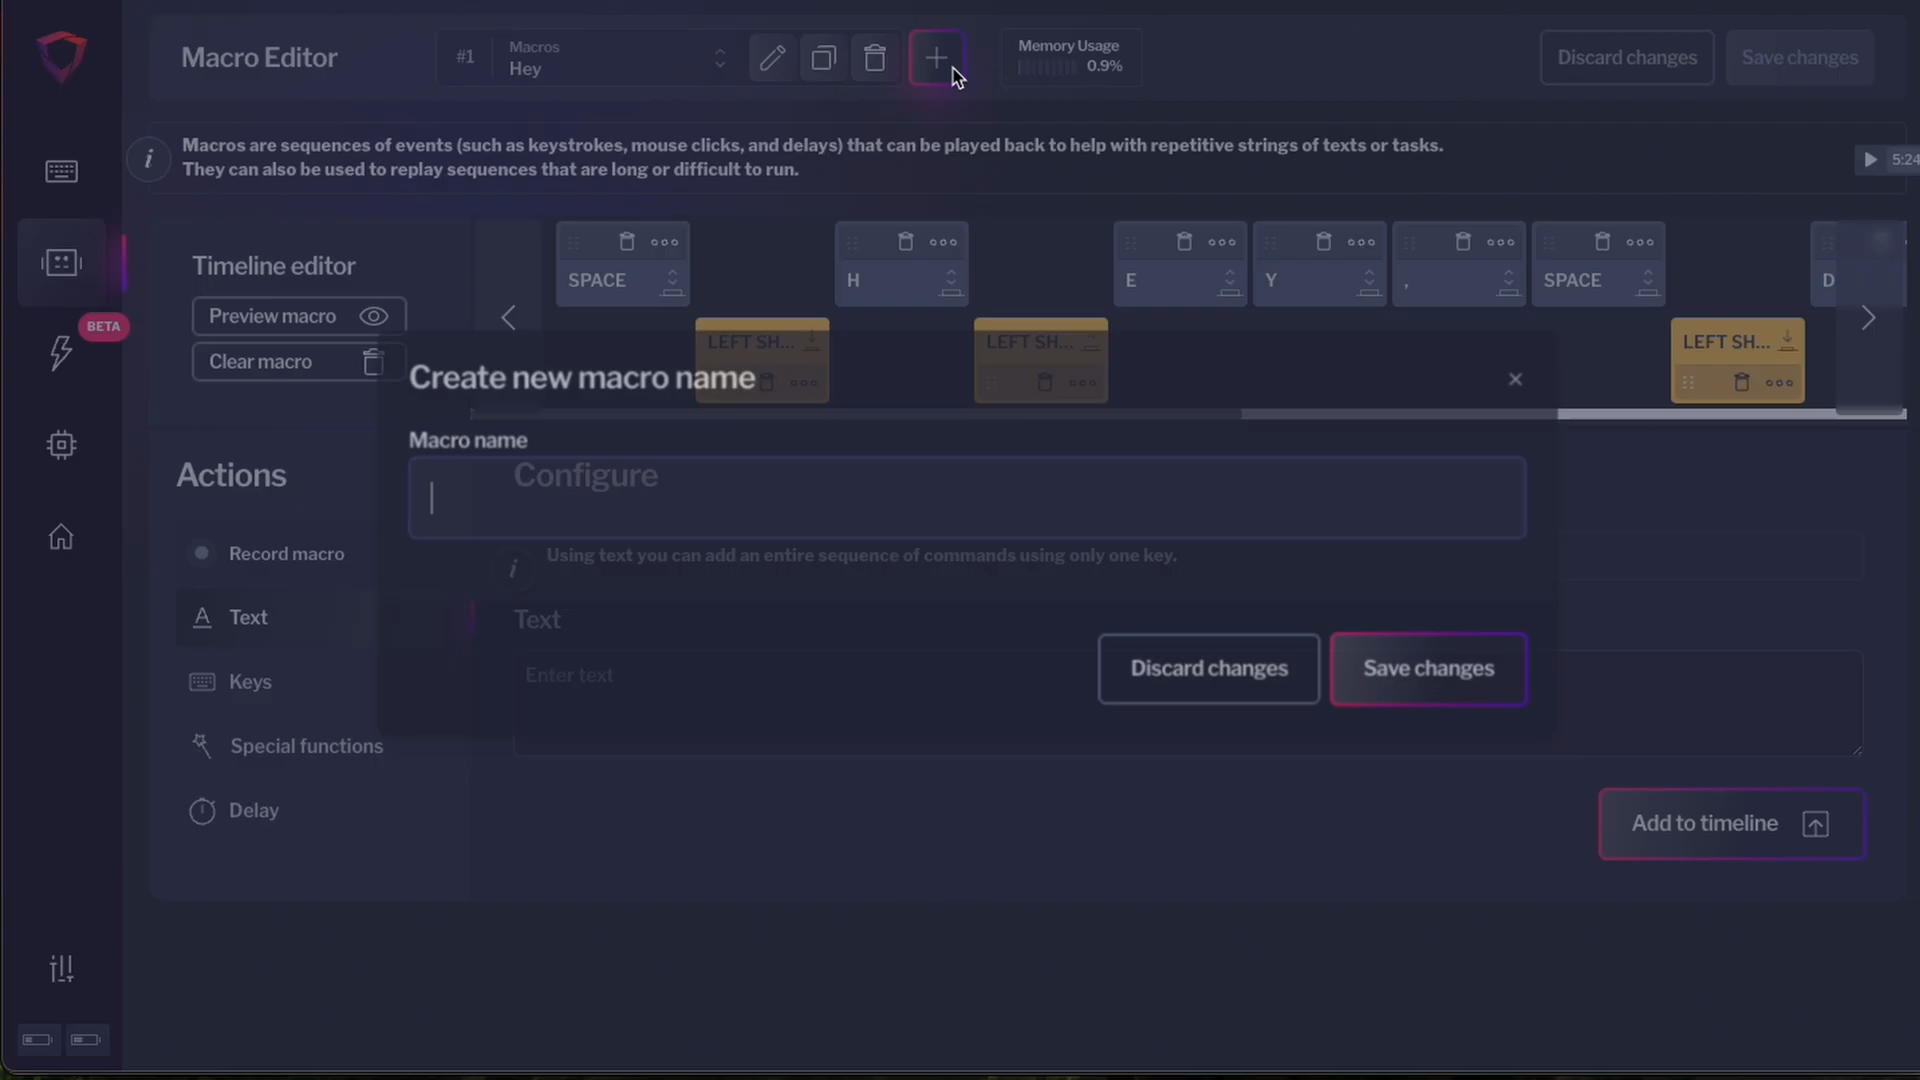 Macro Editor
#1
Macros
Hey
Memory Usage
0.9%
Discard changes
Save changes
Macros are sequences of events (such as keystrokes, mouse clicks, and delays) that can be played back to help with repetitive strings of texts or tasks.
They can also be used to replay sequences that are long or difficult to run.
5:24
Timeline editor
Preview macro
Clear macro
BETA
SPACE
H
E
Y
,
SPACE
D
LEFT SH...
LEFT SH...
LEFT SH...
Create new macro name
Macro name
Actions
Configure
Record macro
Using text you can add an entire sequence of commands using only one key.
Text
Text
Enter text
Discard changes
Save changes
Keys
Special functions
Delay
Add to timeline